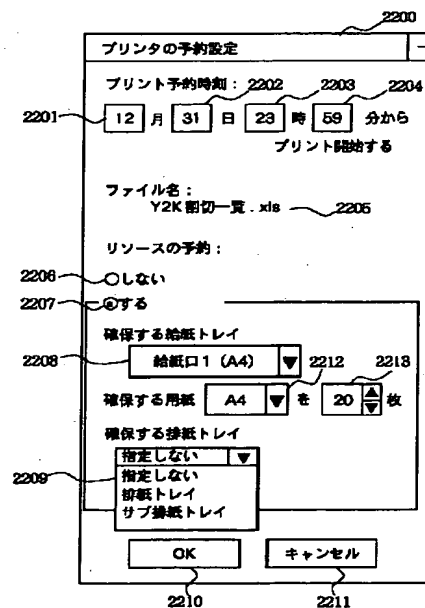 2200
プリンタの予約設定 －
プリント予約時刻： 2202 2203 2204
2201 12 月 31 日 23 時 59 分から
プリント開始する
ファイル名：
Y2K割切一覧.xls 2205
リソースの予約：
2206 しない
2207 する
確保する給紙トレイ
2208 給紙口1 (A4) ▼ 2212 2213
確保する用紙 A4 ▼ を 20 枚
確保する排紙トレイ
指定しない ▼
2209 指定しない
排紙トレイ
サブ排紙トレイ
OK キャンセル
2210 2211